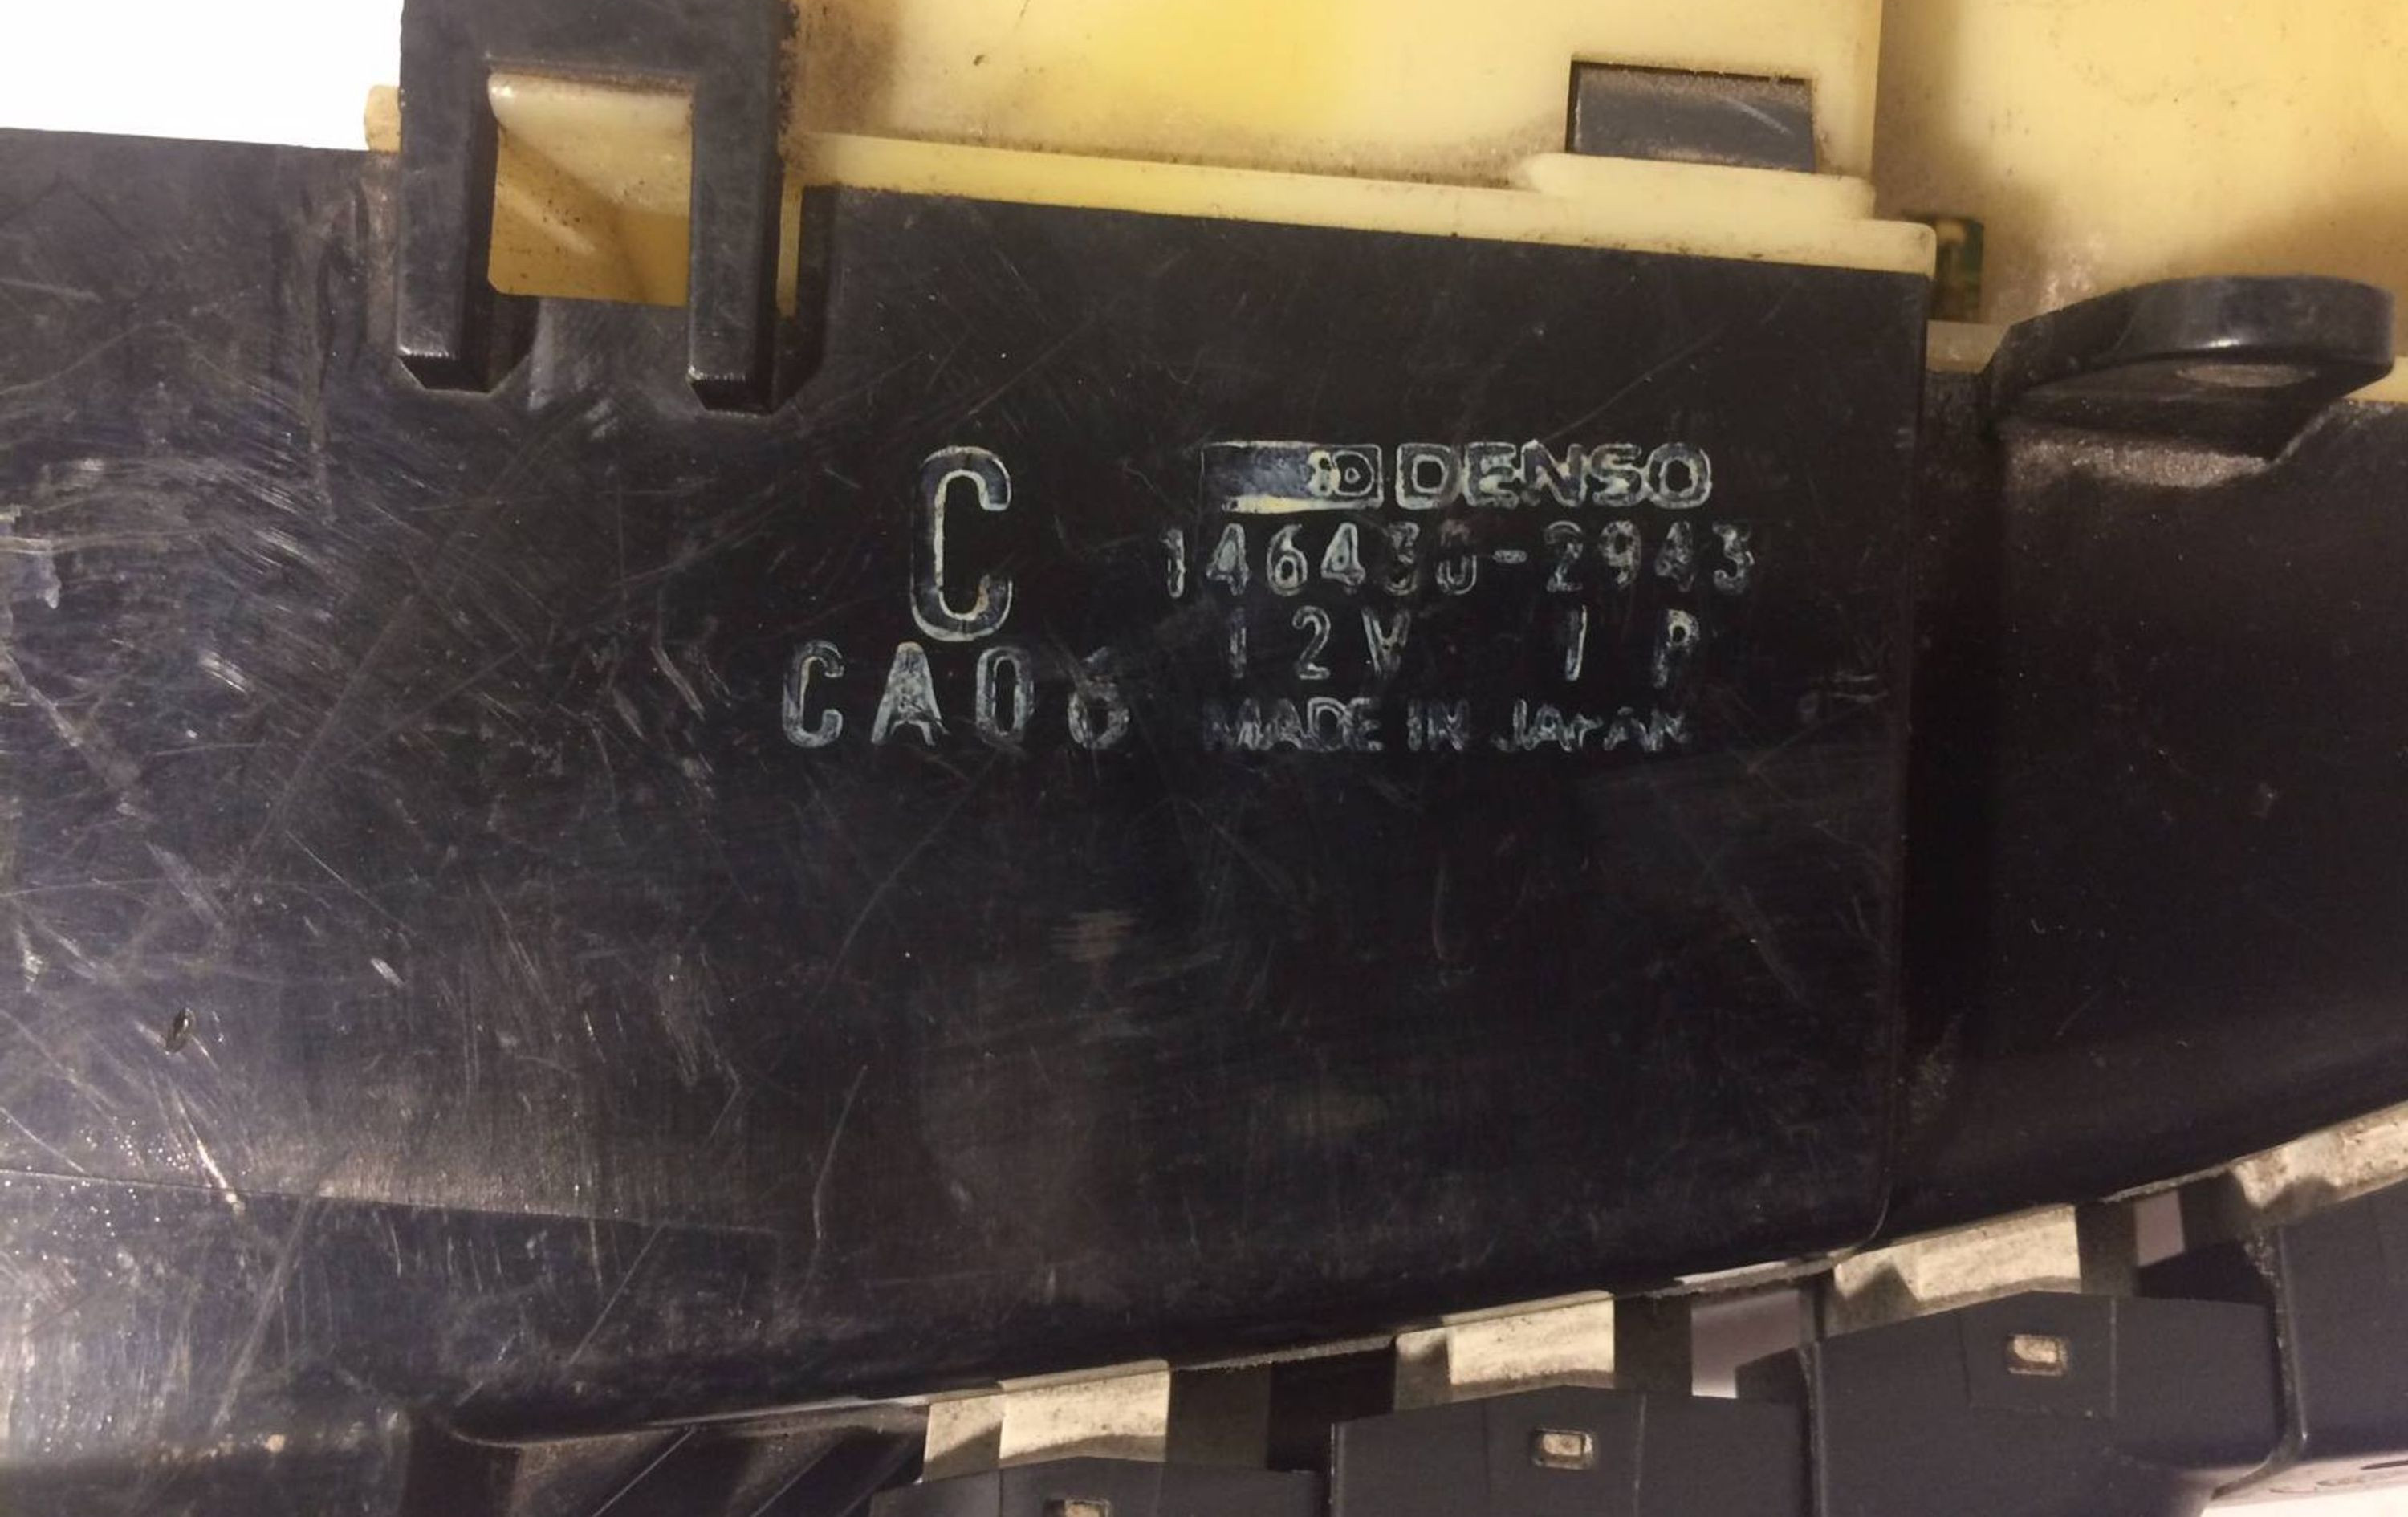 C
DENSO
146430-2943
12V 1P
CA06
MADE IN JAPAN